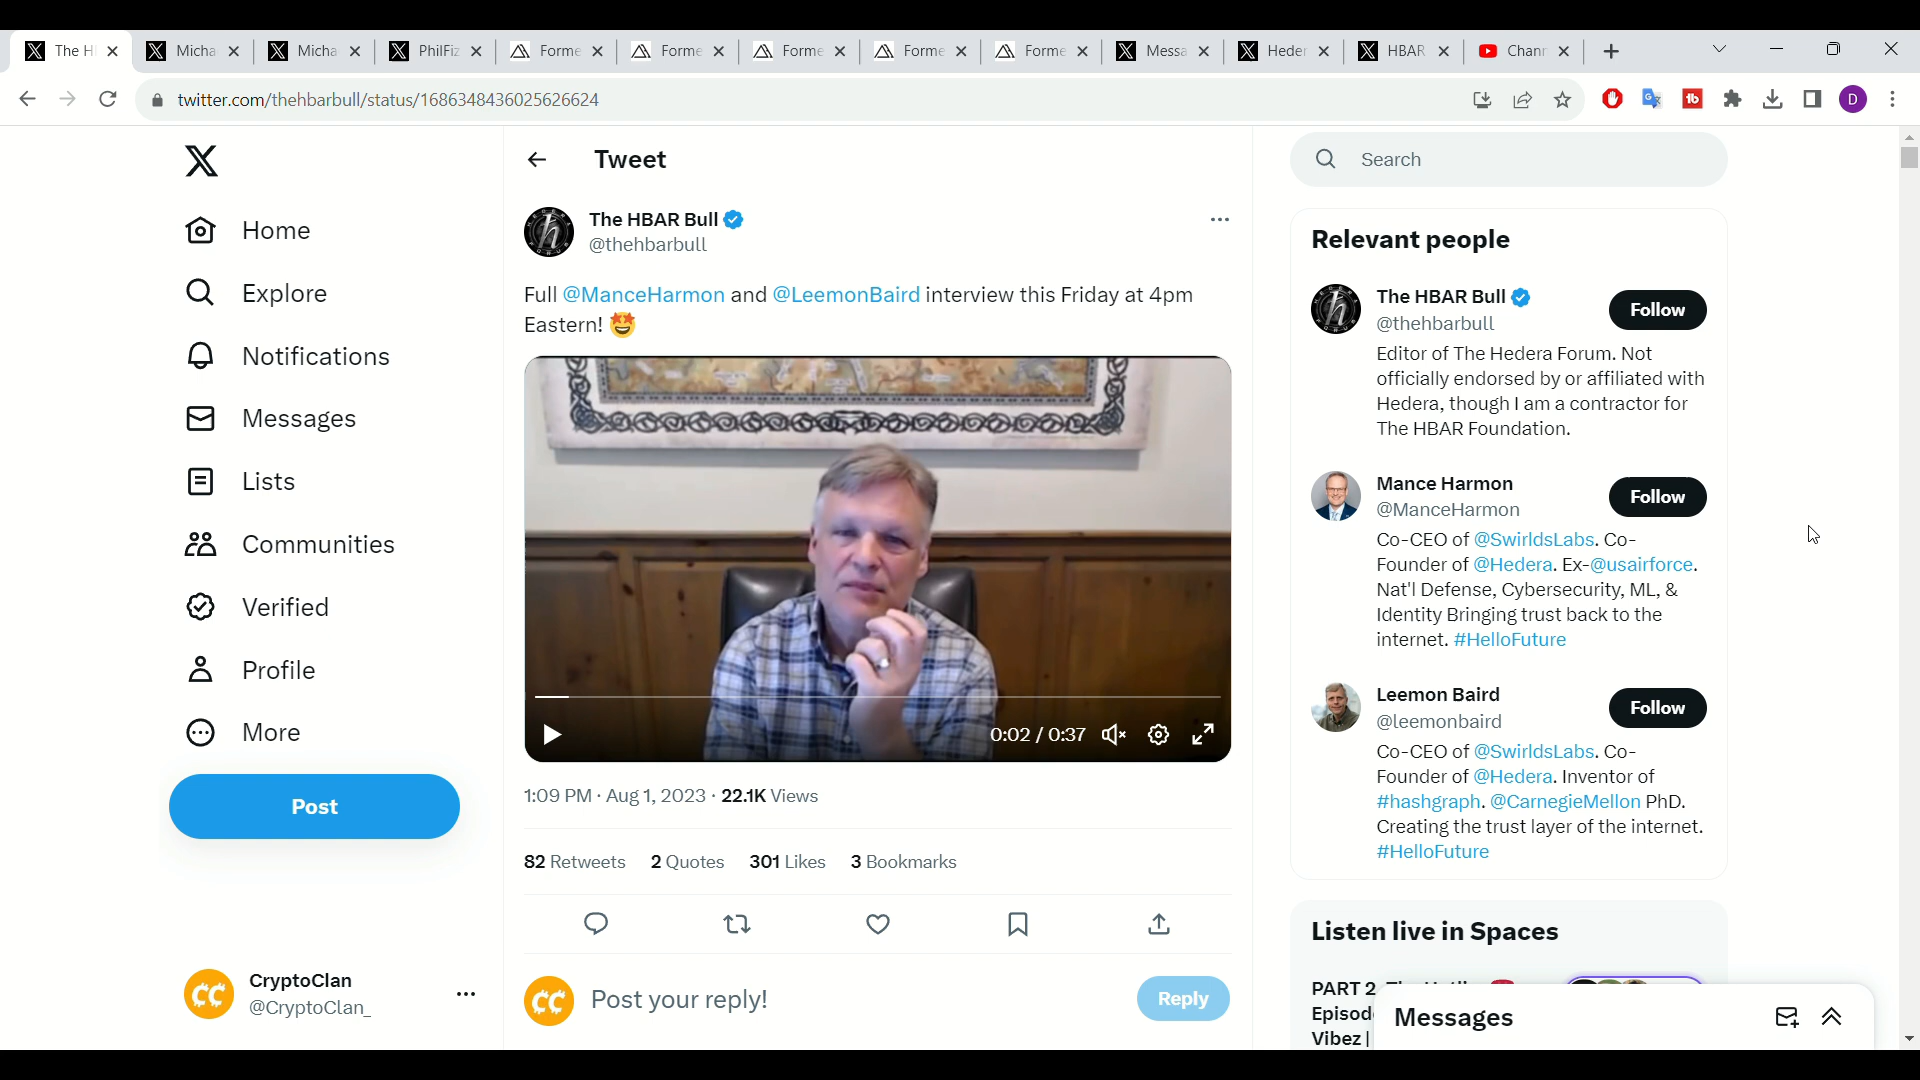 The H
Micha
Micha
PhilFiz
Forme
Forme
Forme
Forme
Forme
Messa
Heder
HBAR
Chann
twitter.com/thehbarbull/status/1686348436025626624
D
Home
Explore
Notifications
Messages
Lists
Communities
Verified
Profile
More
Post
CryptoClan
@CryptoClan_
Tweet
The HBAR Bull
@thehbarbull
Full @ManceHarmon and @LeemonBaird interview this Friday at 4pm
Eastern!
0:02 / 0:37
1:09 PM · Aug 1, 2023 · 22.1K Views
82 Retweets 2 Quotes 301 Likes 3 Bookmarks
Post your reply!
Reply
Search
Relevant people
The HBAR Bull
@thehbarbull
Follow
Editor of The Hedera Forum. Not
officially endorsed by or affiliated with
Hedera, though I am a contractor for
The HBAR Foundation.
Mance Harmon
@ManceHarmon
Follow
Co-CEO of @SwirldsLabs. Co-
Founder of @Hedera. Ex-@usairforce.
Nat'l Defense, Cybersecurity, ML, &
Identity Bringing trust back to the
internet. #HelloFuture
Leemon Baird
@leemonbaird
Follow
Co-CEO of @SwirldsLabs. Co-
Founder of @Hedera. Inventor of
#hashgraph. @CarnegieMellon PhD.
Creating the trust layer of the internet.
#HelloFuture
Listen live in Spaces
PART 2
Episod
Vibez |
Messages